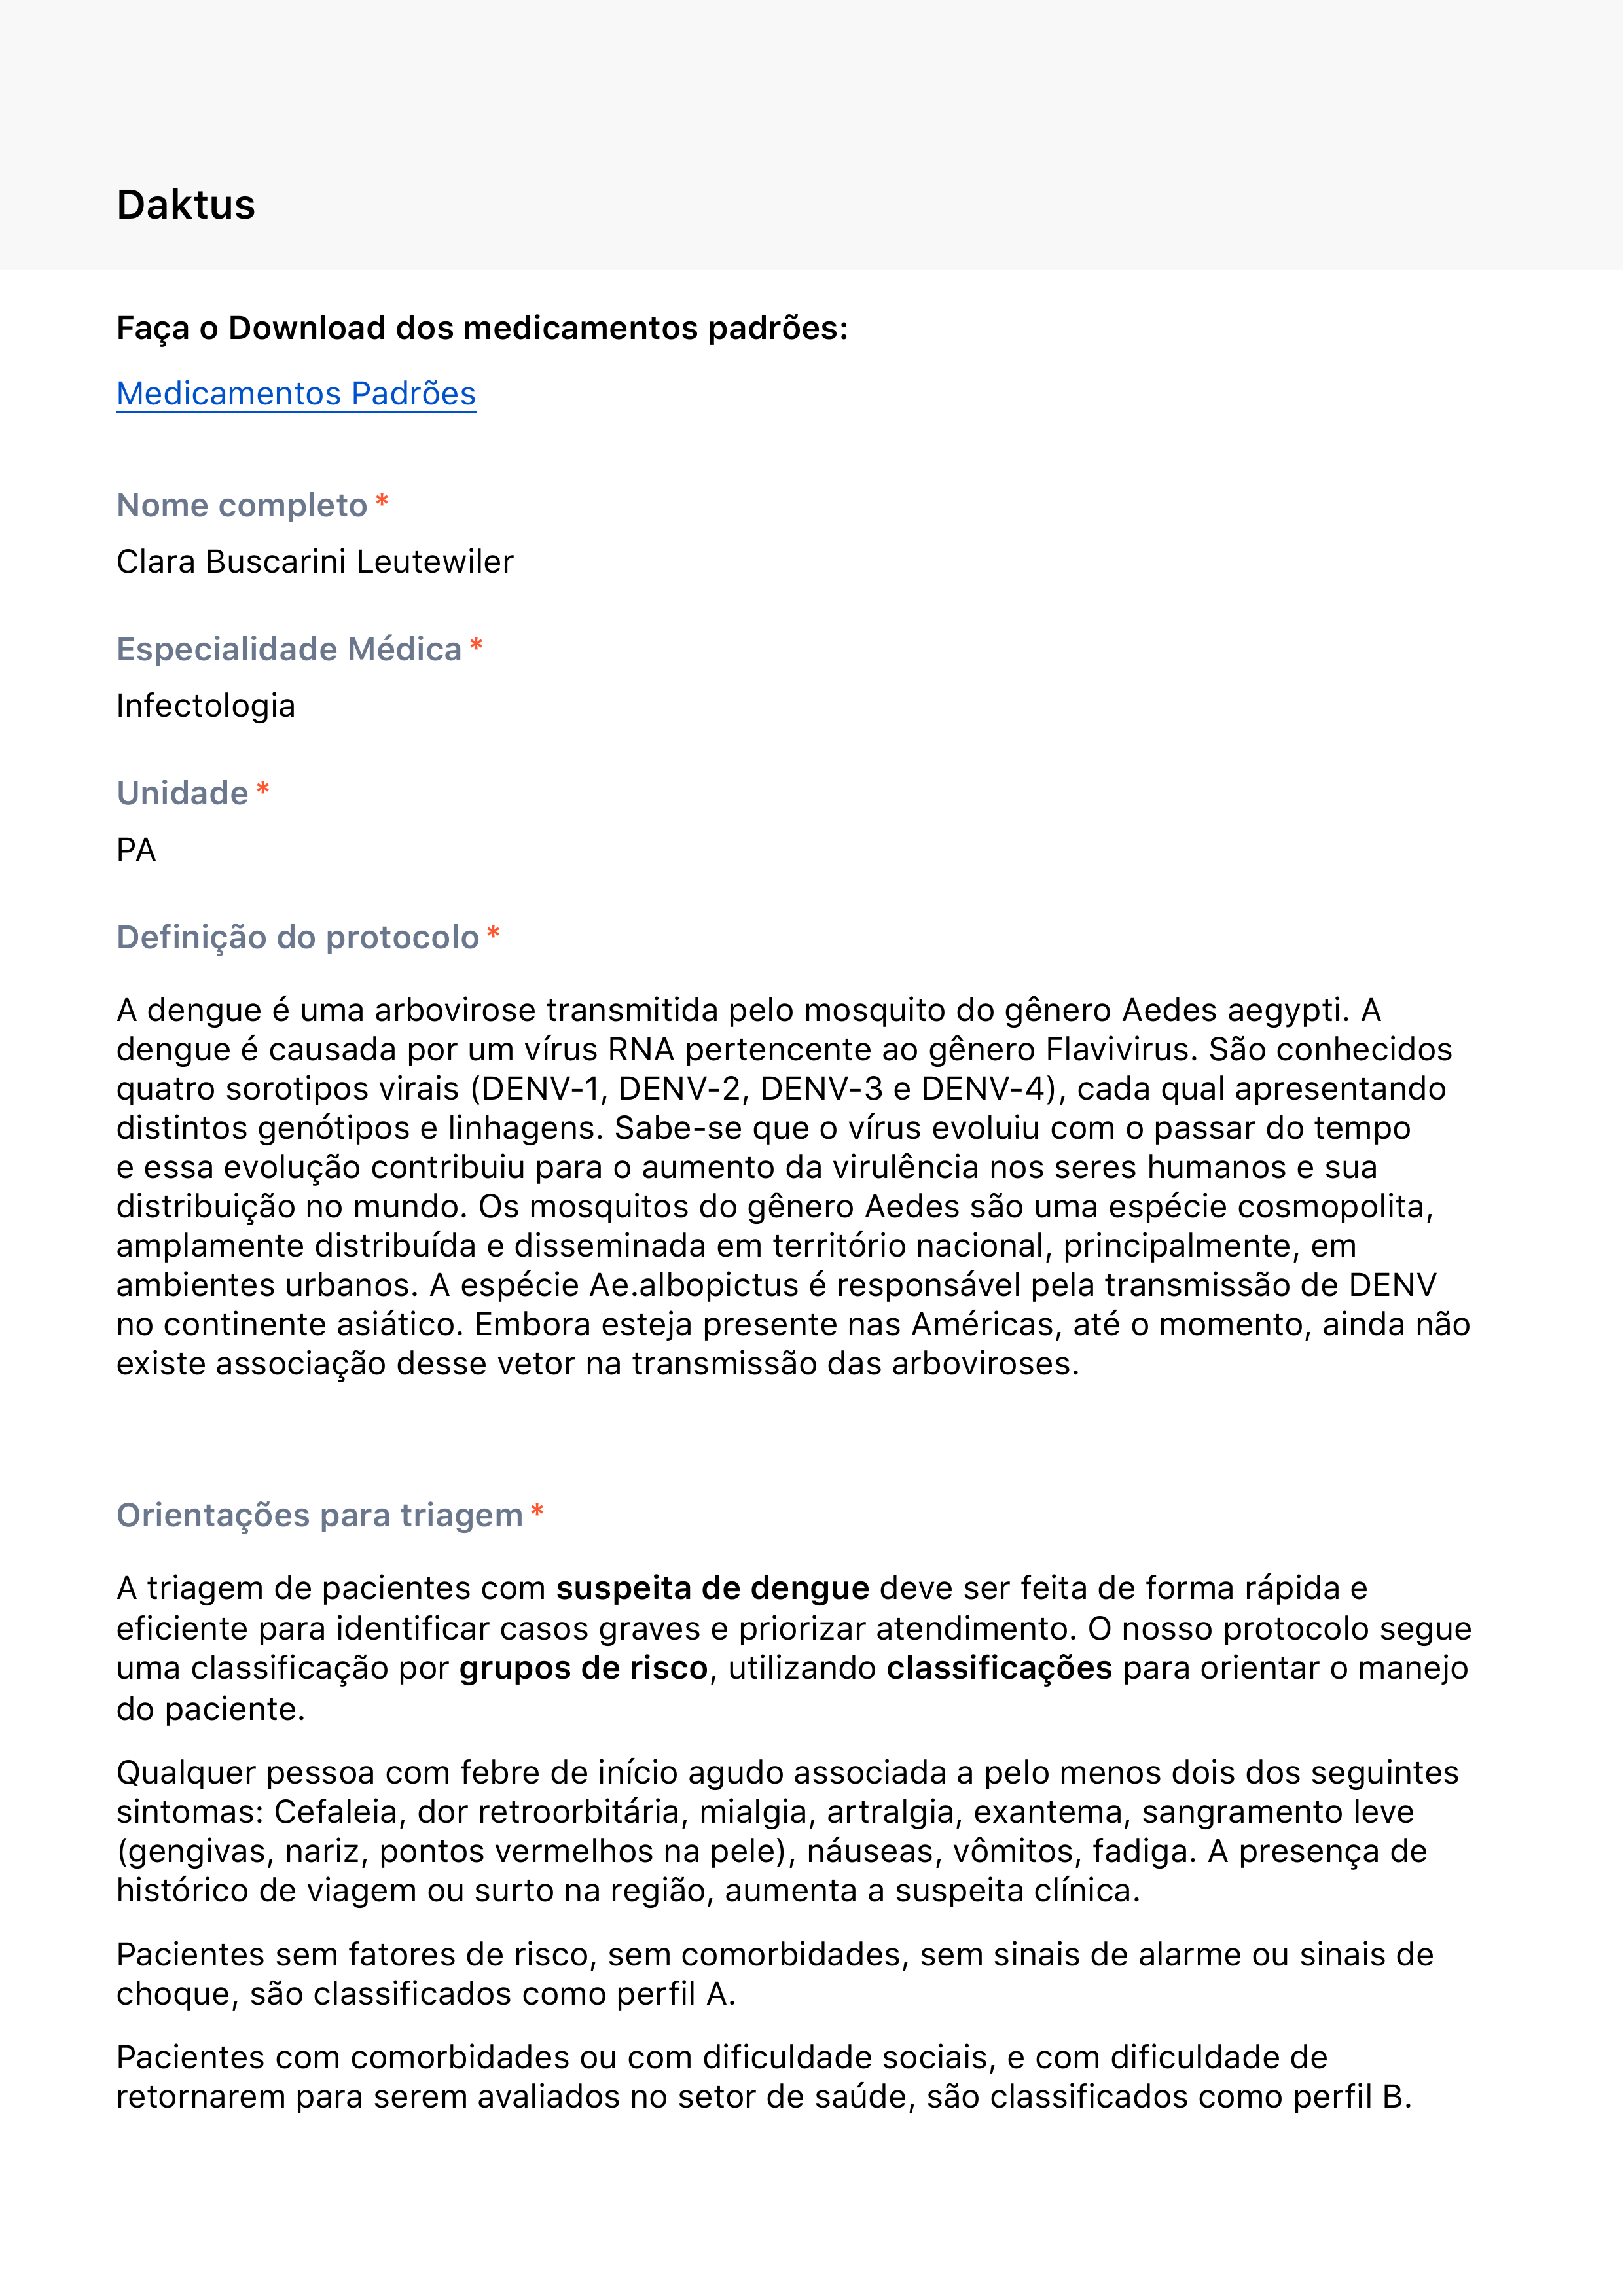 Daktus
Faça o Download dos medicamentos padrões:
Medicamentos Padrões
Nome completo *
Clara Buscarini Leutewiler
Especialidade Médica *
Infectologia
Unidade *
PA
Definição do protocolo *
A dengue é uma arbovirose transmitida pelo mosquito do gênero Aedes aegypti. A
dengue é causada por um vírus RNA pertencente ao gênero Flavivirus. São conhecidos
quatro sorotipos virais (DENV-1, DENV-2, DENV-3 e DENV-4), cada qual apresentando
distintos genótipos e linhagens. Sabe-se que o vírus evoluiu com o passar do tempo
e essa evolução contribuiu para o aumento da virulência nos seres humanos e sua
distribuição no mundo. Os mosquitos do gênero Aedes são uma espécie cosmopolita,
amplamente distribuída e disseminada em território nacional, principalmente, em
ambientes urbanos. A espécie Ae.albopictus é responsável pela transmissão de DENV
no continente asiático. Embora esteja presente nas Américas, até o momento, ainda não
existe associação desse vetor na transmissão das arboviroses.
Orientações para triagem *
A triagem de pacientes com suspeita de dengue deve ser feita de forma rápida e
eficiente para identificar casos graves e priorizar atendimento. O nosso protocolo segue
uma classificação por grupos de risco, utilizando classificações para orientar o manejo
do paciente.
Qualquer pessoa com febre de início agudo associada a pelo menos dois dos seguintes
sintomas: Cefaleia, dor retroorbitária, mialgia, artralgia, exantema, sangramento leve
(gengivas, nariz, pontos vermelhos na pele), náuseas, vômitos, fadiga. A presença de
histórico de viagem ou surto na região, aumenta a suspeita clínica.
Pacientes sem fatores de risco, sem comorbidades, sem sinais de alarme ou sinais de
choque, são classificados como perfil A.
Pacientes com comorbidades ou com dificuldade sociais, e com dificuldade de
retornarem para serem avaliados no setor de saúde, são classificados como perfil B.